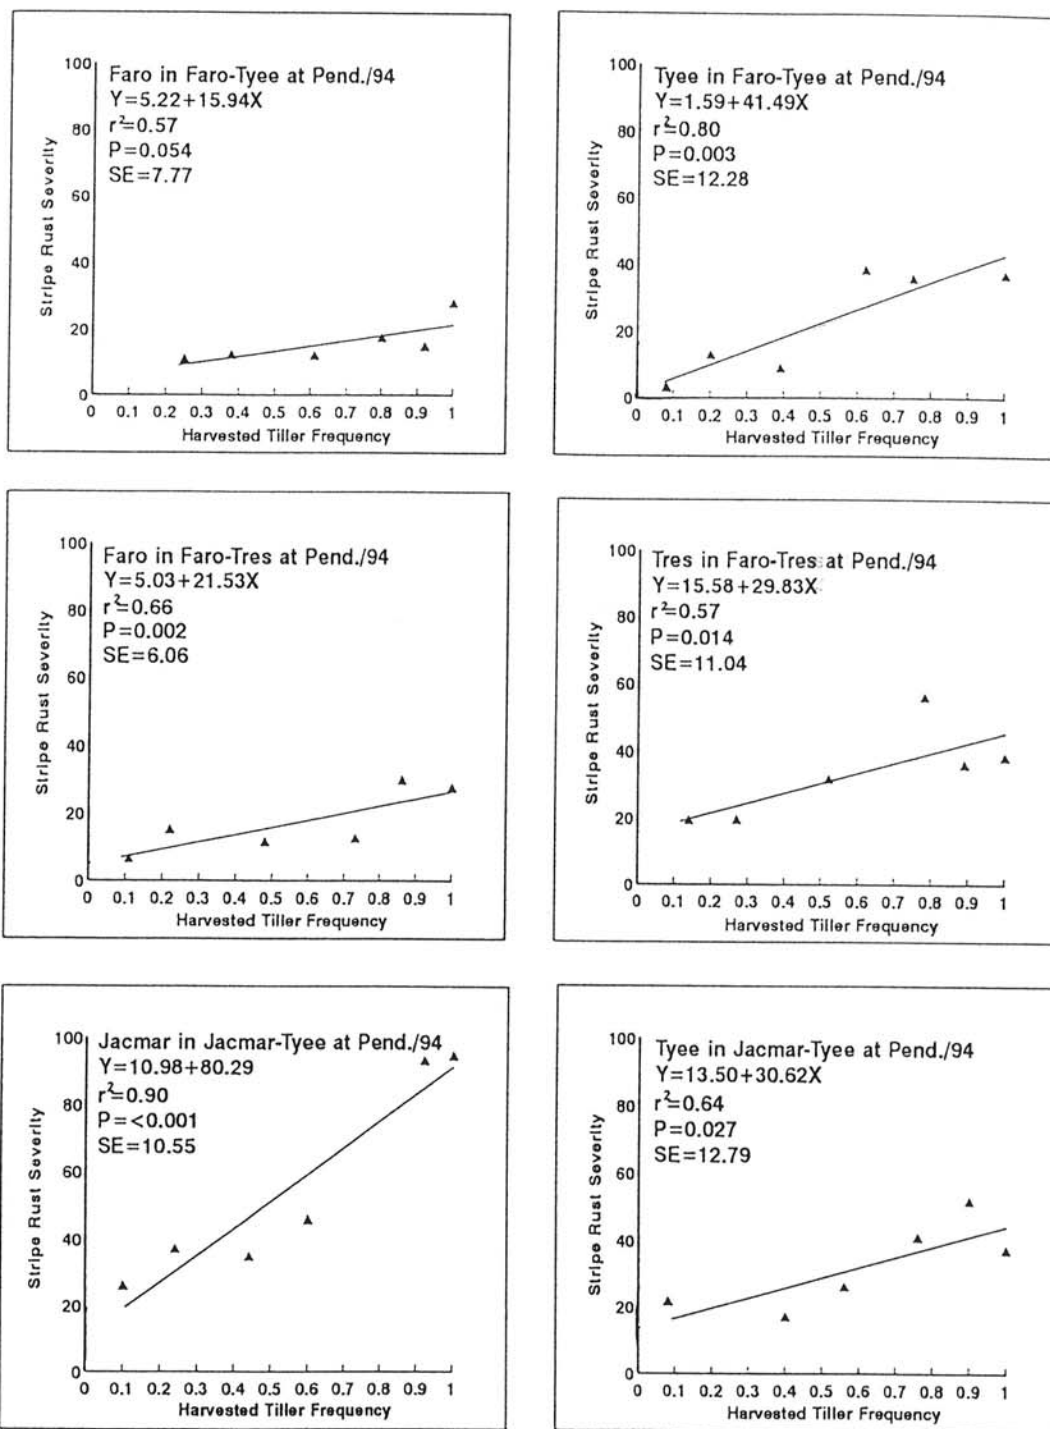 Faro in Faro-Tyee at Pend./94
Y=5.22+15.94X
r²=0.57
P=0.054
SE=7.77
100
80
60
40
20
0
Stripe Rust Severity
0 0.1 0.2 0.3 0.4 0.5 0.6 0.7 0.8 0.9 1
Harvested Tiller Frequency
Tyee in Faro-Tyee at Pend./94
Y=1.59+41.49X
r²=0.80
P=0.003
SE=12.28
100
80
60
40
20
0
Stripe Rust Severity
0 0.1 0.2 0.3 0.4 0.5 0.6 0.7 0.8 0.9 1
Harvested Tiller Frequency
Faro in Faro-Tres at Pend./94
Y=5.03+21.53X
r²=0.66
P=0.002
SE=6.06
100
80
60
40
20
0
Stripe Rust Severity
0 0.1 0.2 0.3 0.4 0.5 0.6 0.7 0.8 0.9 1
Harvested Tiller Frequency
Tres in Faro-Tres at Pend./94
Y=15.58+29.83X
r²=0.57
P=0.014
SE=11.04
100
80
60
40
20
0
Stripe Rust Severity
0 0.1 0.2 0.3 0.4 0.5 0.6 0.7 0.8 0.9 1
Harvested Tiller Frequency
Jacmar in Jacmar-Tyee at Pend./94
Y=10.98+80.29
r²=0.90
P=<0.001
SE=10.55
100
80
60
40
20
0
Stripe Rust Severity
0 0.1 0.2 0.3 0.4 0.5 0.6 0.7 0.8 0.9 1
Harvested Tiller Frequency
Tyee in Jacmar-Tyee at Pend./94
Y=13.50+30.62X
r²=0.64
P=0.027
SE=12.79
100
80
60
40
20
0
Stripe Rust Severity
0 0.1 0.2 0.3 0.4 0.5 0.6 0.7 0.8 0.9 1
Harvested Tiller Frequency